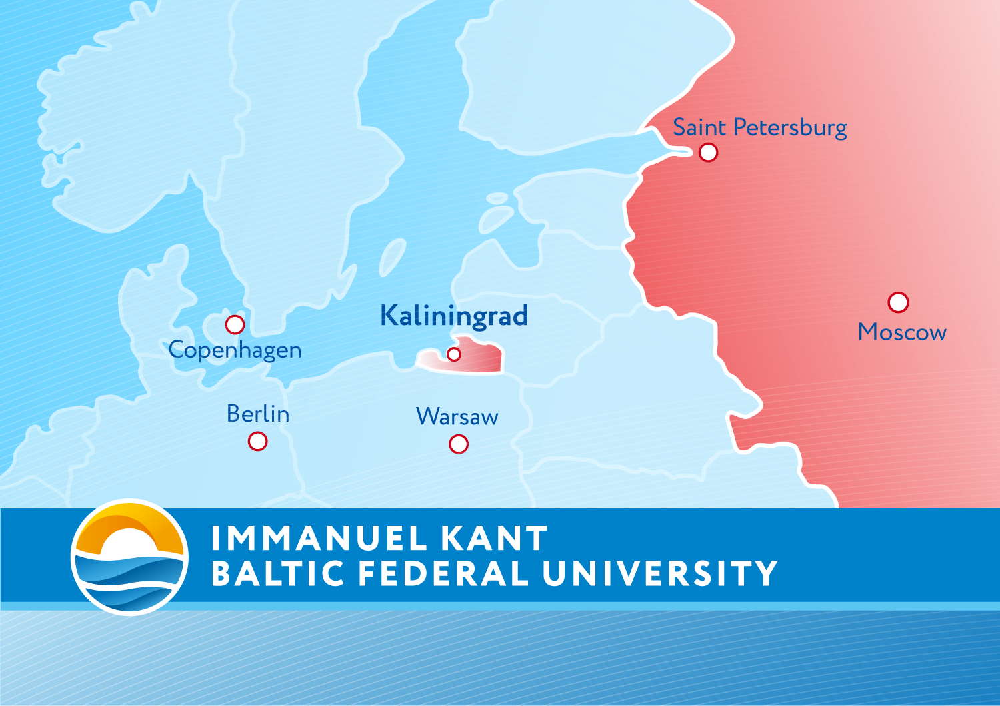 Saint Petersburg
Kaliningrad
Moscow
Copenhagen
Berlin
Warsaw
IMMANUEL KANT
BALTIC FEDERAL UNIVERSITY